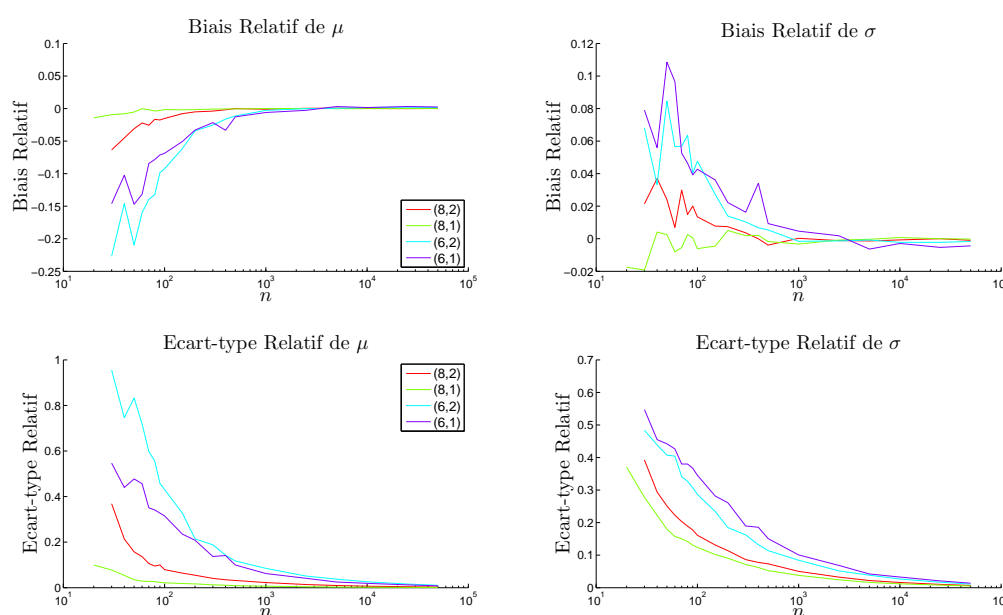 Biais Relatif de μ
Biais Relatif
0.1
0.05
0
−0.05
−0.1
−0.15
−0.2
−0.25
10¹ 10² 10³ 10⁴ 10⁵
n
(8,2)
(8,1)
(6,2)
(6,1)
Biais Relatif de σ
Biais Relatif
0.12
0.1
0.08
0.06
0.04
0.02
0
−0.02
10¹ 10² 10³ 10⁴ 10⁵
n
Ecart-type Relatif de μ
Ecart-type Relatif
1
0.8
0.6
0.4
0.2
0
10¹ 10² 10³ 10⁴ 10⁵
n
(8,2)
(8,1)
(6,2)
(6,1)
Ecart-type Relatif de σ
Ecart-type Relatif
0.7
0.6
0.5
0.4
0.3
0.2
0.1
0
10¹ 10² 10³ 10⁴ 10⁵
n